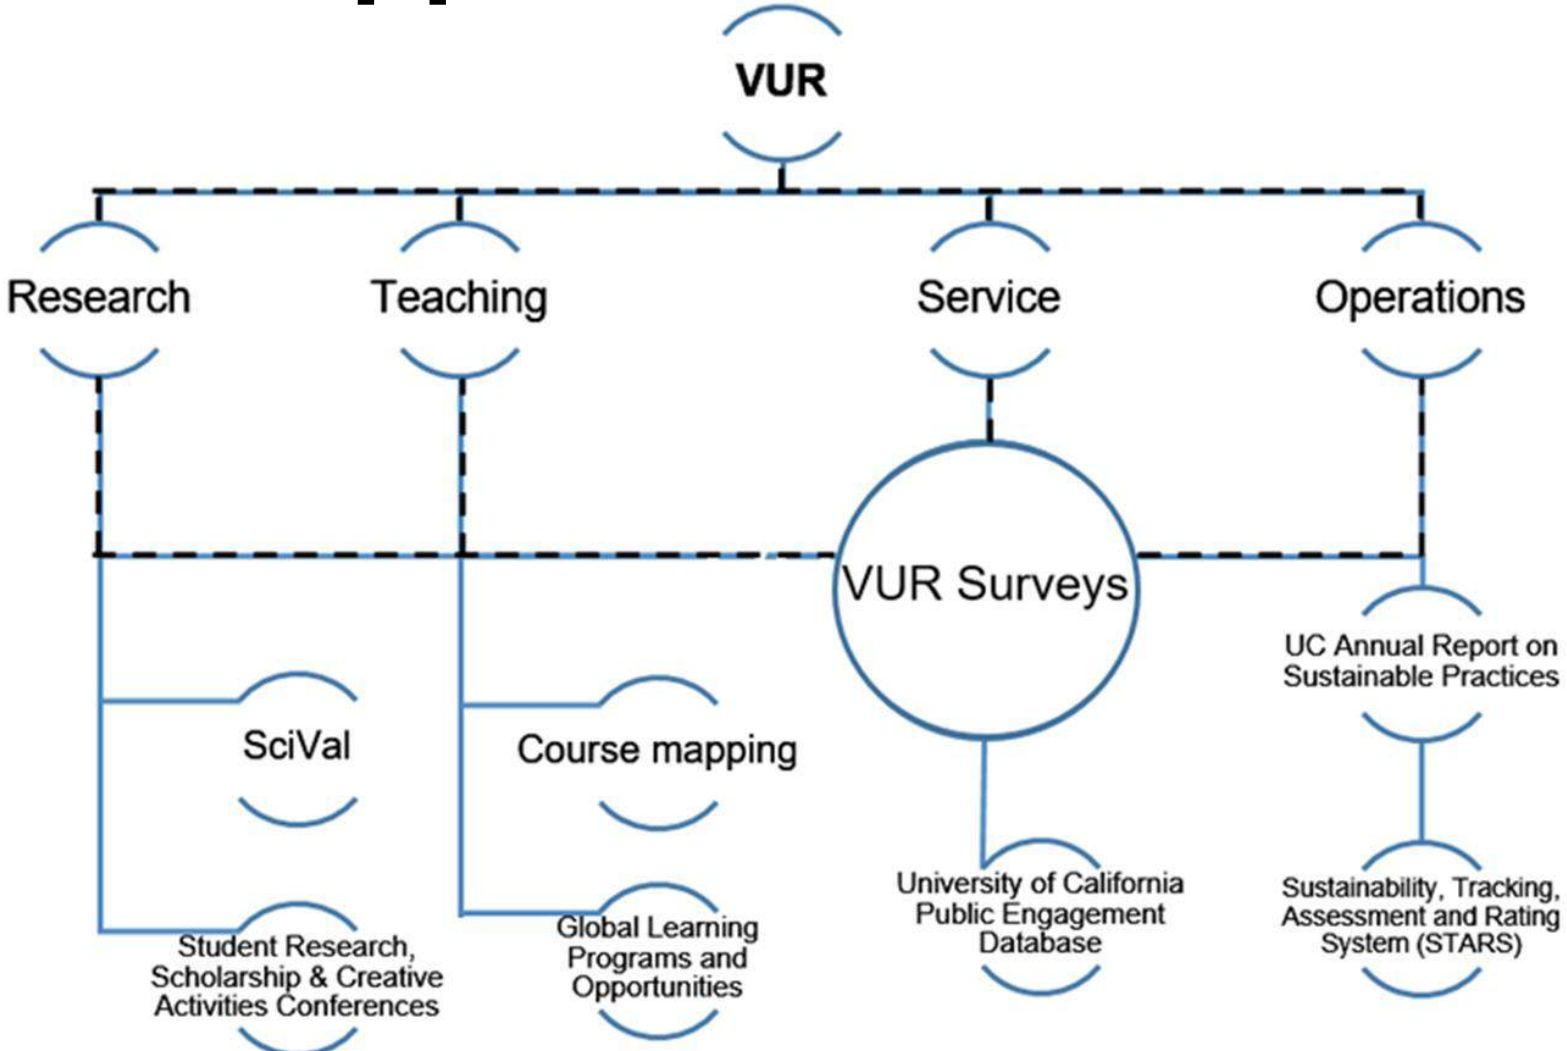 VUR
Research
Teaching
Service
Operations
VUR Surveys
UC Annual Report on
Sustainable Practices
SciVal
Course mapping
Student Research,
Scholarship & Creative
Activities Conferences
Global Learning
Programs and
Opportunities
University of California
Public Engagement
Database
Sustainability, Tracking,
Assessment and Rating
System (STARS)